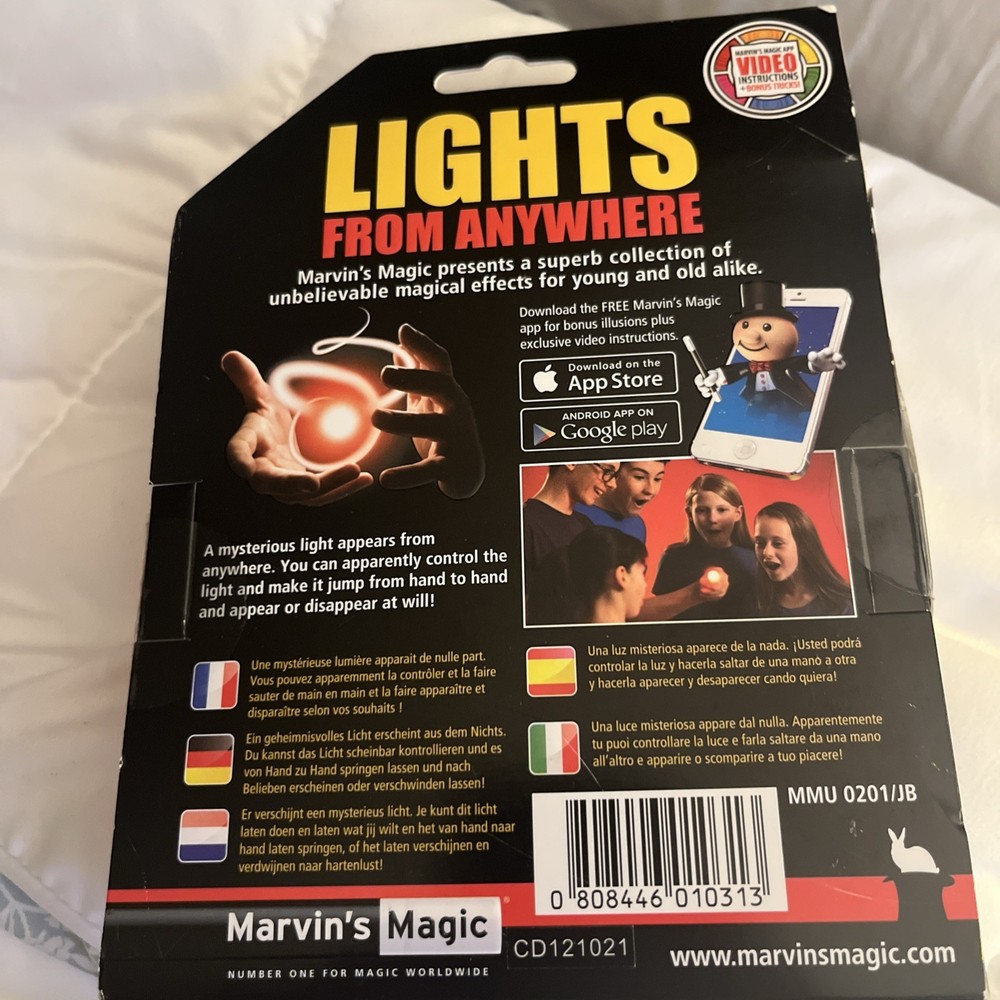 MARVIN'S MAGIC APP
VIDEO
INSTRUCTIONS
+BONUS TRICKS!
LIGHTS
FROM ANYWHERE
Marvin's Magic presents a superb collection of
unbelievable magical effects for young and old alike.
Download the FREE Marvin's Magic
app for bonus illusions plus
exclusive video instructions.
Download on the
App Store
ANDROID APP ON
Google play
A mysterious light appears from
anywhere. You can apparently control the
light and make it jump from hand to hand
and appear or disappear at will!
Une mystérieuse lumière apparait de nulle part.
Vous pouvez apparemment la contrôler et la faire
sauter de main en main et la faire apparaître et
disparaître selon vos souhaits !
Ein geheimnisvolles Licht erscheint aus dem Nichts.
Du kannst das Licht scheinbar kontrollieren und es
von Hand zu Hand springen lassen und nach
Belieben erscheinen oder verschwinden lassen!
Er verschijnt een mysterieus licht. Je kunt dit licht
laten doen en laten wat jij wilt en het van hand naar
hand laten springen, of het laten verschijnen en
verdwijnen naar hartenlust!
Una luz misteriosa aparece de la nada. ¡Usted podrá
controlar la luz y hacerla saltar de una mano a otra
y hacerla aparecer y desaparecer cando quiera!
Una luce misteriosa appare dal nulla. Apparentemente
tu puoi controllare la luce e farla saltare da una mano
all'altro e apparire o scomparire a tuo piacere!
MMU 0201/JB
0 808446 010313
Marvin's Magic
NUMBER ONE FOR MAGIC WORLDWIDE
CD121021
www.marvinsmagic.com